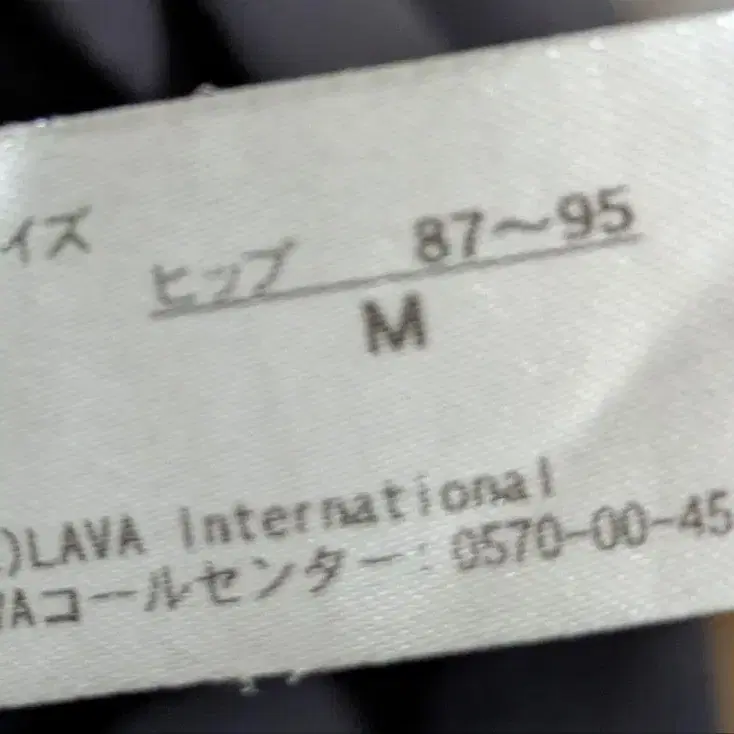 イズ
ヒップ 87～95
M
)LAVA International
VAコールセンター:0570-00-45